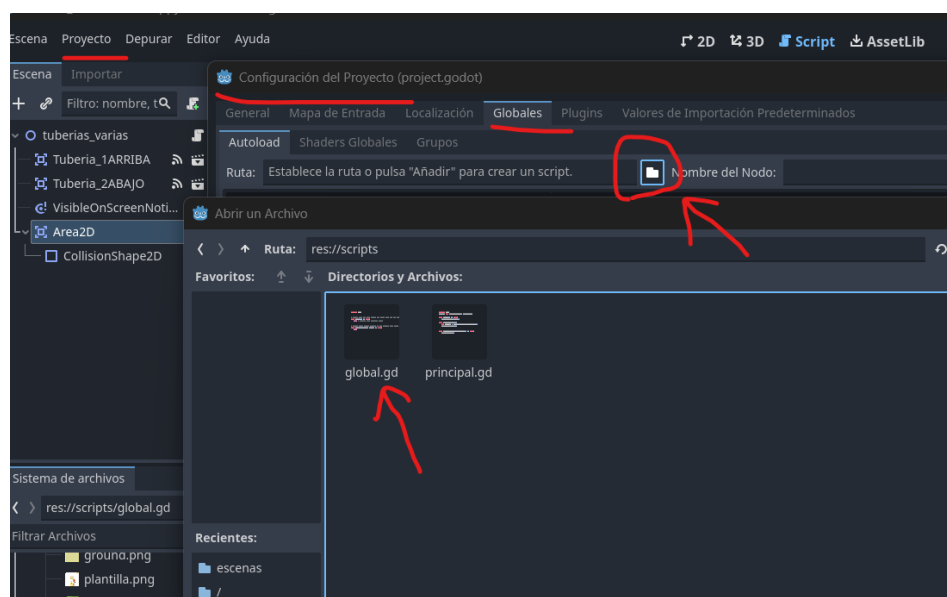 Escena Proyecto Depurar Editor Ayuda
2D 3D Script AssetLib
Escena Importar
Configuración del Proyecto (project.godot)
Filtro: nombre, t
General Mapa de Entrada Localización Globales Plugins Valores de Importación Predeterminados
tuberias_varias
Autoload Shaders Globales Grupos
Tuberia_1ARRIBA
Ruta: Establece la ruta o pulsa "Añadir" para crear un script. Nombre del Nodo:
Tuberia_2ABAJO
VisibleOnScreenNoti...
Abrir un Archivo
Area2D
CollisionShape2D
Ruta: res://scripts
Favoritos: Directorios y Archivos:
global.gd principal.gd
Sistema de archivos
res://scripts/global.gd
Filtrar Archivos
Recientes:
ground.png
escenas
plantilla.png
/